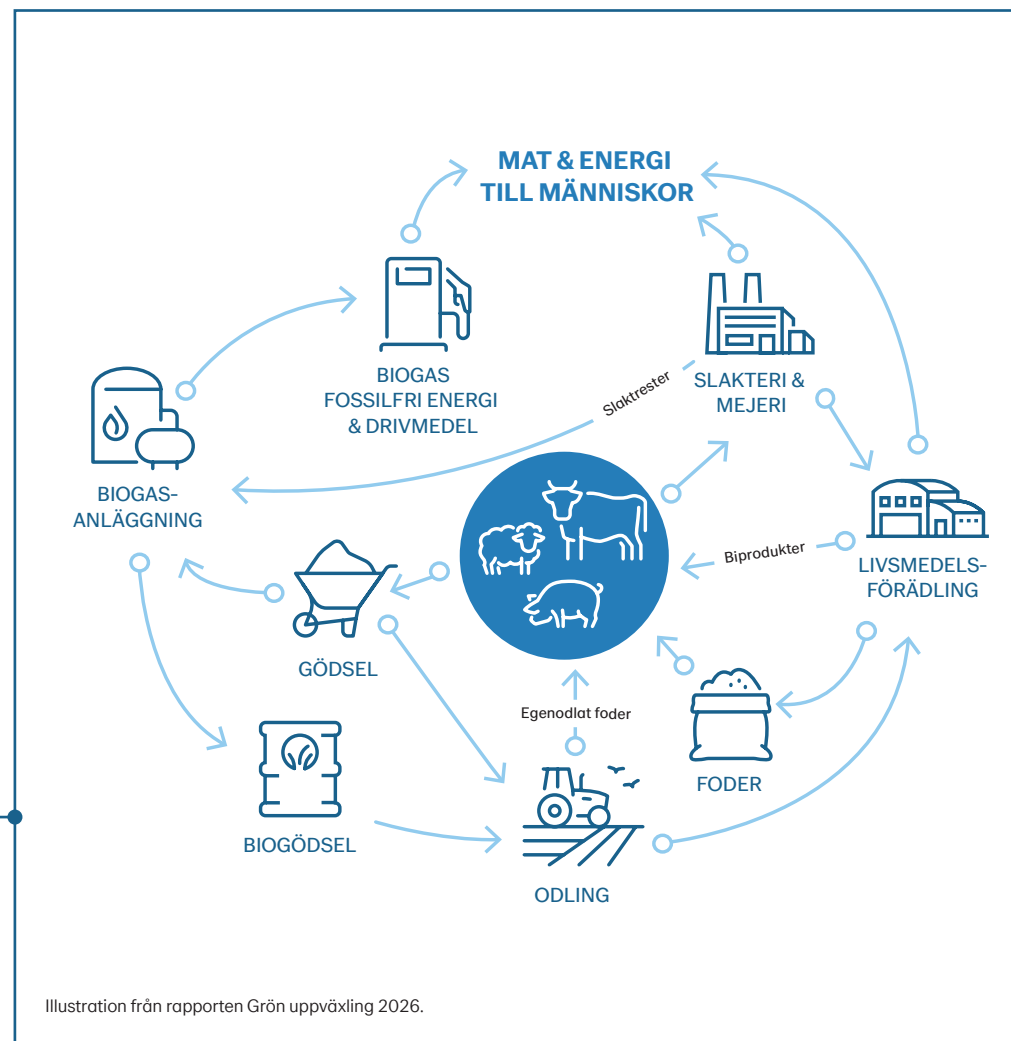 MAT & ENERGI
TILL MÄNNISKOR
BIOGAS
FOSSILFRI ENERGI
& DRIVMEDEL
SLAKTERI &
MEJERI
Slaktrester
BIOGAS-
ANLÄGGNING
Biprodukter
LIVSMEDELS-
FÖRÄDLING
GÖDSEL
Egenodlat foder
FODER
BIOGÖDSEL
ODLING
Illustration från rapporten Grön uppväxling 2026.